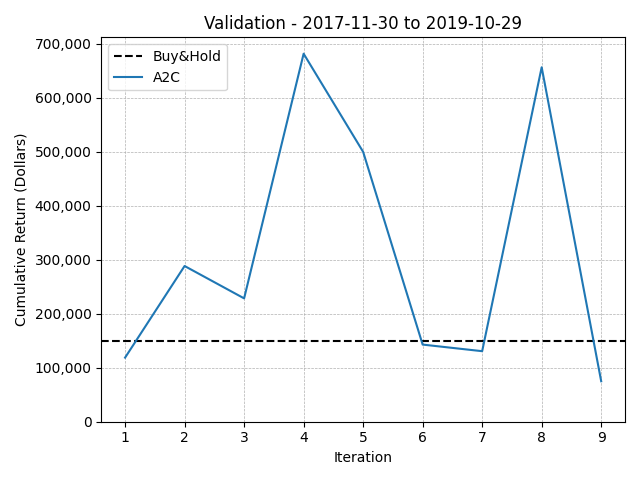 Validation - 2017-11-30 to 2019-10-29
700,000
600,000
500,000
400,000
300,000
200,000
100,000
0
Cumulative Return (Dollars)
Buy&Hold
A2C
1 2 3 4 5 6 7 8 9
Iteration